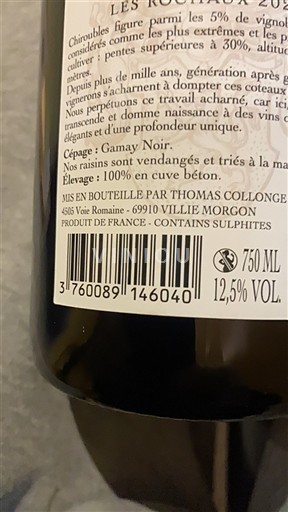 LES ROCHAUX 202
Chiroubles figure parmi les 5% de vignob
considérés comme les plus extrêmes et les p
cultiver : pentes supérieures à 30%, altitud
mètres.
Depuis plus de mille ans, génération après g
vignerons s'acharnent à dompter ces coteaux
Nous perpétuons ce travail acharné, car ici,
transcende et domme naissance à des vins d
élégants et d'une profondeur unique.
Cépage : Gamay Noir.
Nos raisins sont vendangés et triés à la ma
Élevage : 100% en cuve béton.
MIS EN BOUTEILLE PAR THOMAS COLLONGE
4505 Voie Romaine - 69910 VILLIE MORGON
PRODUIT DE FRANCE - CONTAINS SULPHITES
VINIOU
750 ML
3 760089 146040
12,5% VOL.